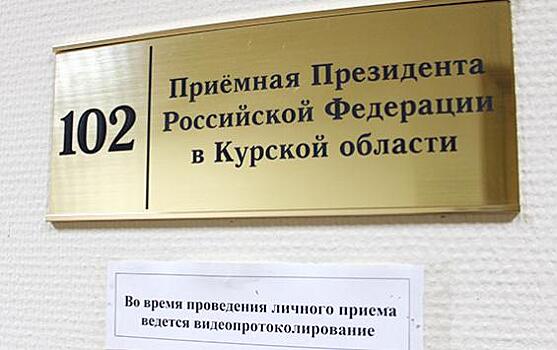 102
Приёмная Президента
Российской Федерации
в Курской области
Во время проведения личного приема
ведется видеопротоколирование